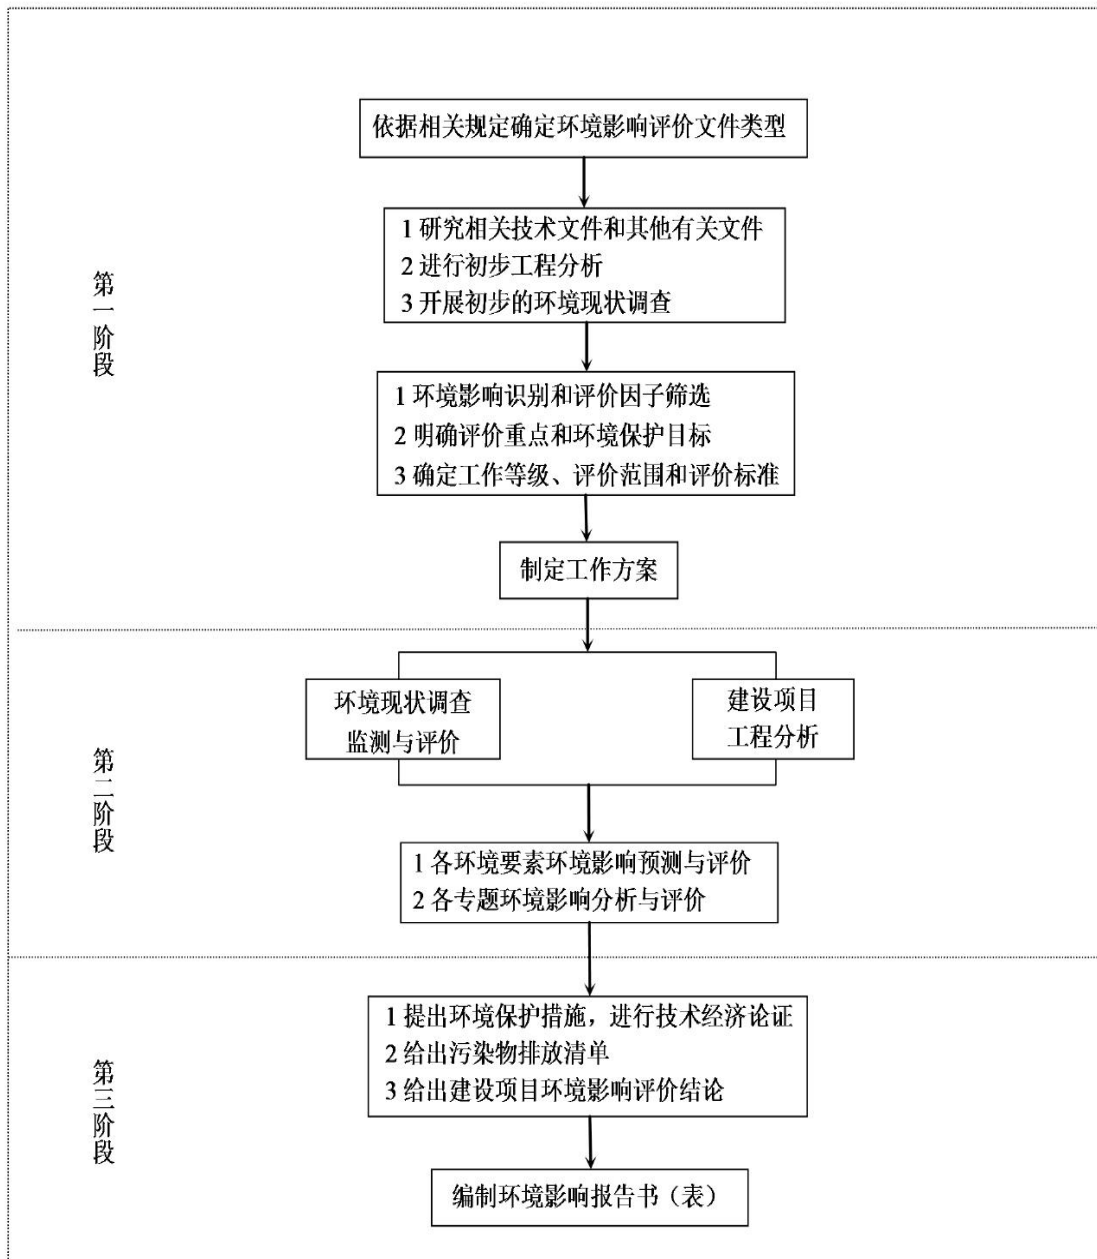 依据相关规定确定环境影响评价文件类型
1 研究相关技术文件和其他有关文件
2 进行初步工程分析
3 开展初步的环境现状调查
第一阶段
1 环境影响识别和评价因子筛选
2 明确评价重点和环境保护目标
3 确定工作等级、评价范围和评价标准
制定工作方案
环境现状调查
监测与评价
建设项目
工程分析
第二阶段
1 各环境要素环境影响预测与评价
2 各专题环境影响分析与评价
1 提出环境保护措施，进行技术经济论证
2 给出污染物排放清单
3 给出建设项目环境影响评价结论
第三阶段
编制环境影响报告书（表）